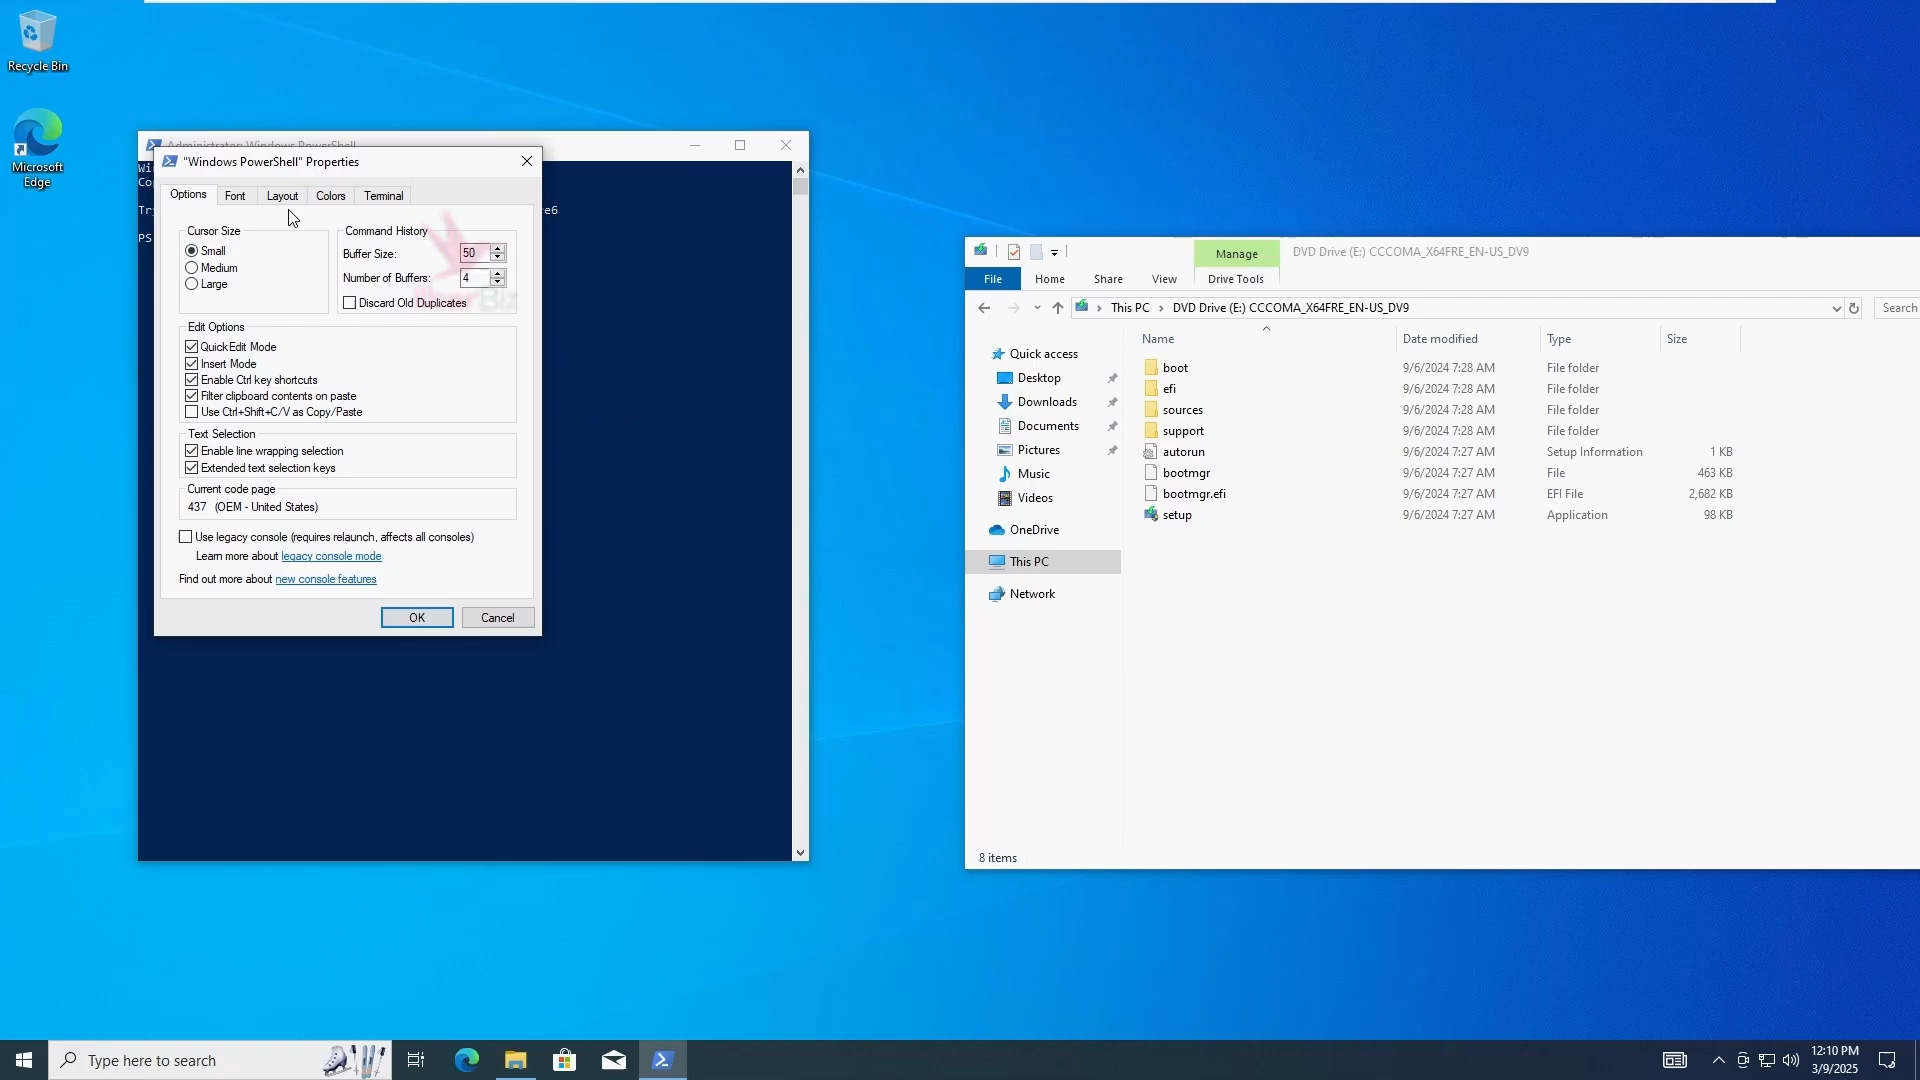 Recycle Bin
Microsoft
Edge
Administrator: Windows PowerShell
"Windows PowerShell" Properties
Options
Font
Layout
Colors
Terminal
Cursor Size
Small
Medium
Large
Command History
Buffer Size:
50
Number of Buffers:
4
Discard Old Duplicates
Edit Options
QuickEdit Mode
Insert Mode
Enable Ctrl key shortcuts
Filter clipboard contents on paste
Use Ctrl+Shift+C/V as Copy/Paste
Text Selection
Enable line wrapping selection
Extended text selection keys
Current code page
437 (OEM - United States)
Use legacy console (requires relaunch, affects all consoles)
Learn more about legacy console mode
Find out more about new console features
OK
Cancel
PS
Manage
DVD Drive (E:) CCCOMA_X64FRE_EN-US_DV9
File
Home
Share
View
Drive Tools
This PC
DVD Drive (E:) CCCOMA_X64FRE_EN-US_DV9
Search
Name
Date modified
Type
Size
Quick access
Desktop
Downloads
Documents
Pictures
Music
Videos
OneDrive
This PC
Network
boot 9/6/2024 7:28 AM File folder
efi 9/6/2024 7:28 AM File folder
sources 9/6/2024 7:28 AM File folder
support 9/6/2024 7:28 AM File folder
autorun 9/6/2024 7:27 AM Setup Information 1 KB
bootmgr 9/6/2024 7:27 AM File 463 KB
bootmgr.efi 9/6/2024 7:27 AM EFI File 2,682 KB
setup 9/6/2024 7:27 AM Application 98 KB
8 items
Type here to search
12:10 PM
3/9/2025